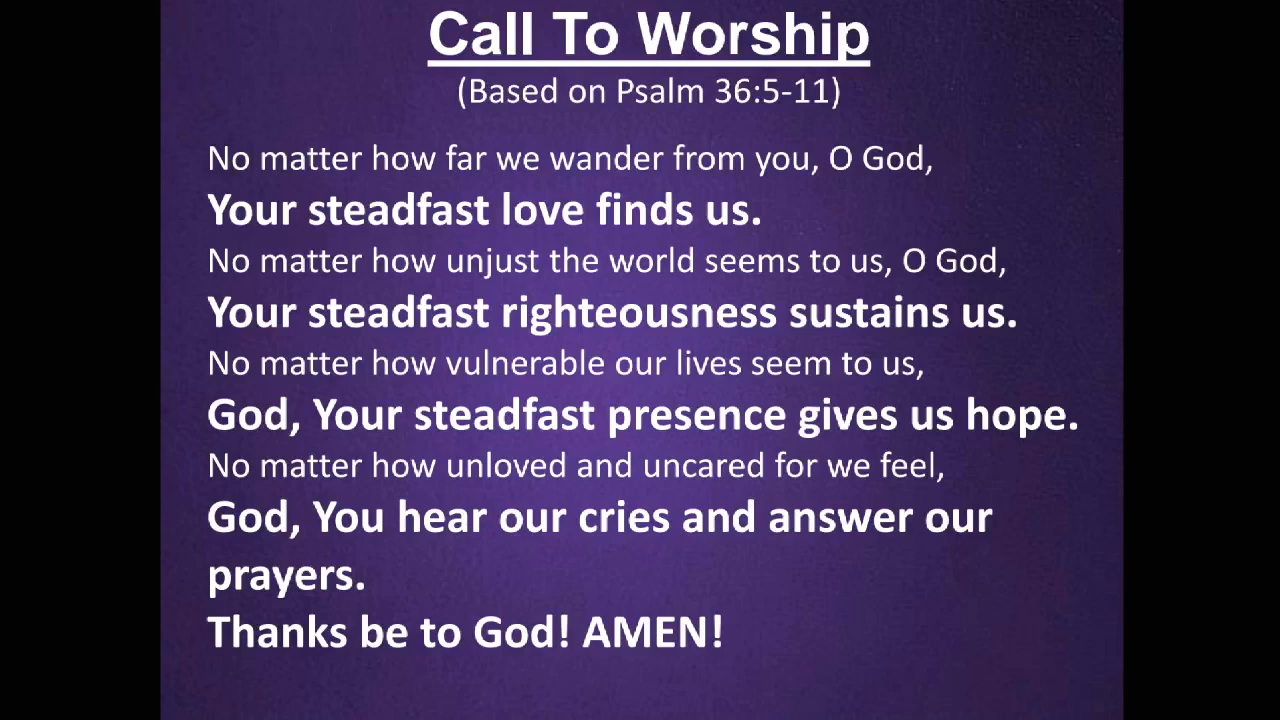 Call To Worship
(Based on Psalm 36:5-11)
No matter how far we wander from you, O God,
Your steadfast love finds us.
No matter how unjust the world seems to us, O God,
Your steadfast righteousness sustains us.
No matter how vulnerable our lives seem to us,
God, Your steadfast presence gives us hope.
No matter how unloved and uncared for we feel,
God, You hear our cries and answer our
prayers.
Thanks be to God! AMEN!